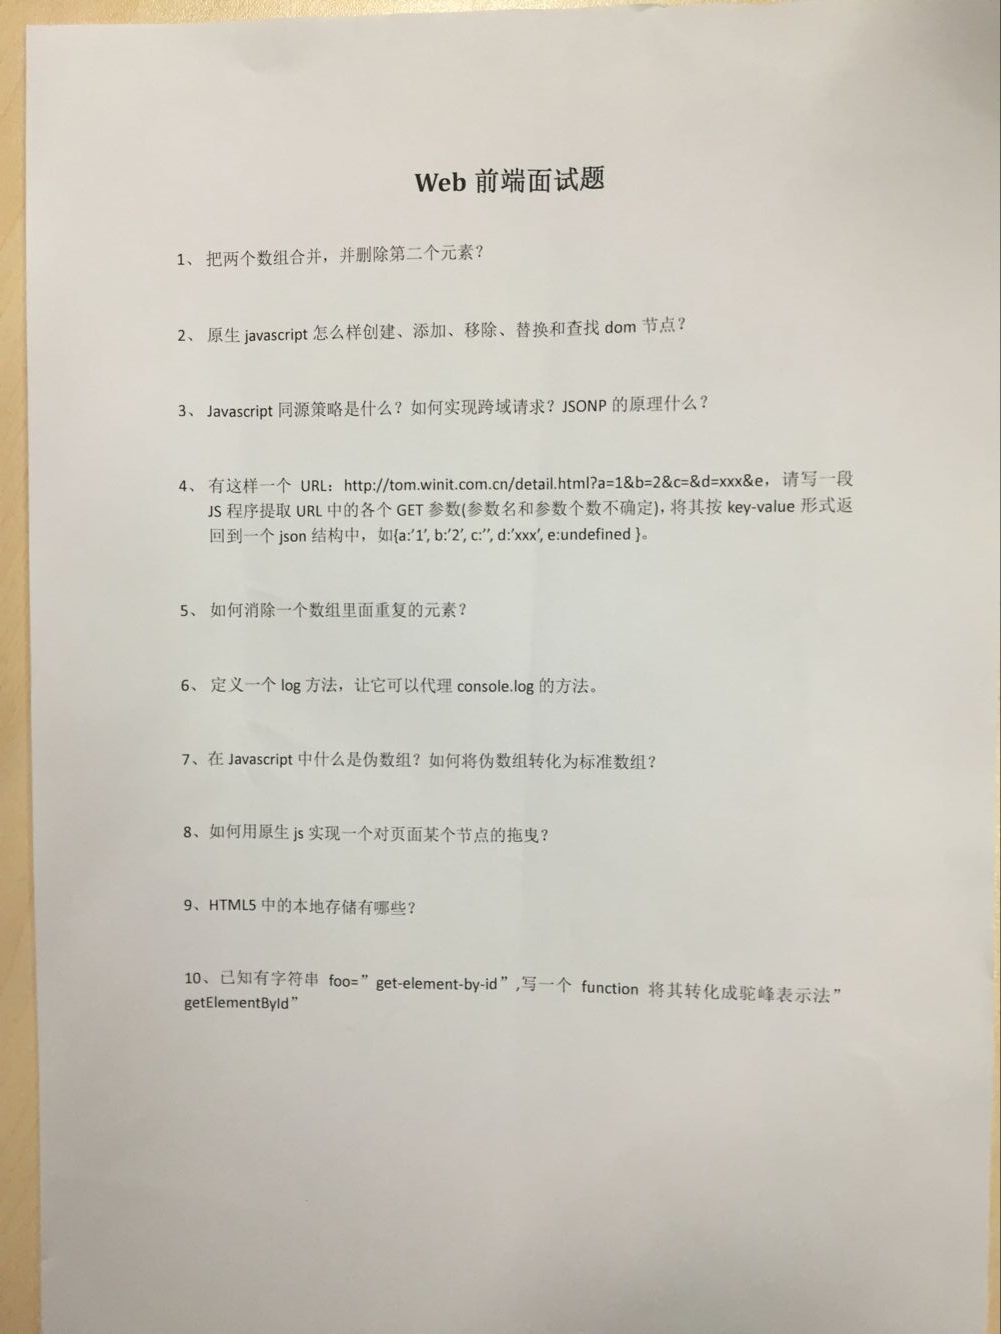 Web 前端面试题
1、 把两个数组合并，并删除第二个元素？
2、 原生 javascript 怎么样创建、添加、移除、替换和查找 dom 节点？
3、 Javascript 同源策略是什么？如何实现跨域请求？JSONP 的原理什么？
4、 有这样一个 URL：http://tom.winit.com.cn/detail.html?a=1&b=2&c=&d=xxx&e，请写一段
JS 程序提取 URL 中的各个 GET 参数(参数名和参数个数不确定)，将其按 key-value 形式返
回到一个 json 结构中，如{a:’1’, b:’2’, c:’’, d:’xxx’, e:undefined }。
5、 如何消除一个数组里面重复的元素？
6、 定义一个 log 方法，让它可以代理 console.log 的方法。
7、在 Javascript 中什么是伪数组？如何将伪数组转化为标准数组？
8、如何用原生 js 实现一个对页面某个节点的拖曳？
9、HTML5 中的本地存储有哪些？
10、已知有字符串 foo=”get-element-by-id”,写一个 function 将其转化成驼峰表示法”
getElementById”